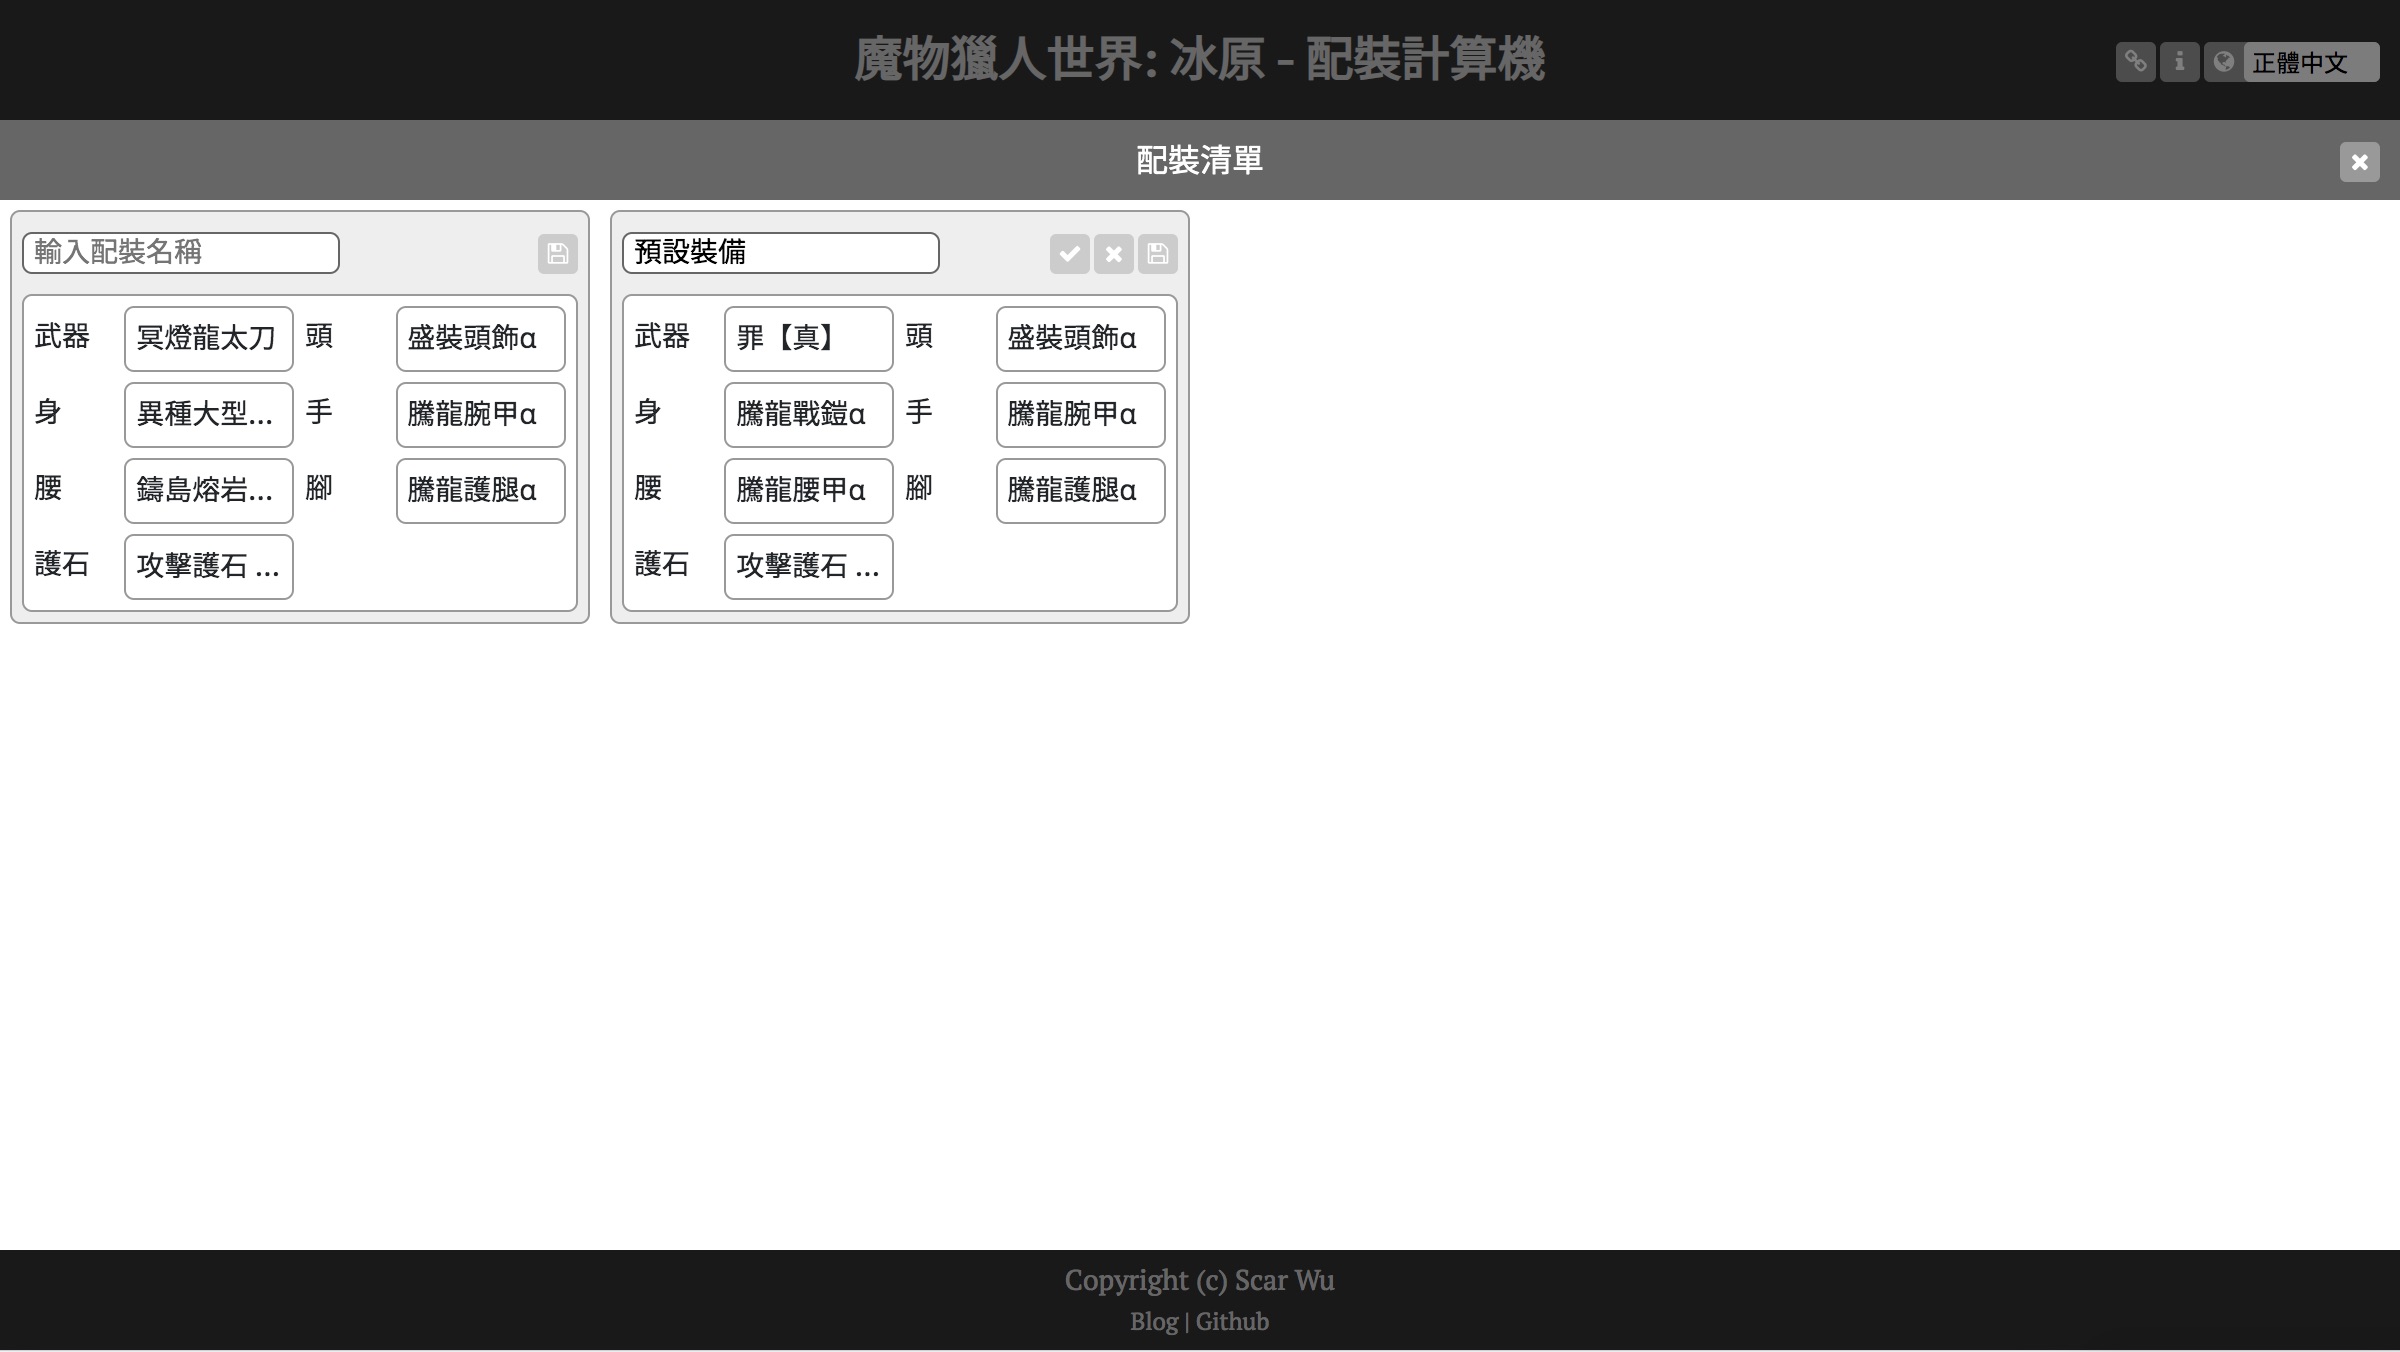 魔物獵人世界: 冰原 - 配裝計算機
正體中文
配裝清單
輸入配裝名稱
武器 冥燈龍太刀 頭 盛裝頭飾α
身 異種大型... 手 騰龍腕甲α
腰 鑄島熔岩... 腳 騰龍護腿α
護石 攻擊護石 ...
預設裝備
武器 罪【真】 頭 盛裝頭飾α
身 騰龍戰鎧α 手 騰龍腕甲α
腰 騰龍腰甲α 腳 騰龍護腿α
護石 攻擊護石 ...
Copyright (c) Scar Wu
Blog | Github